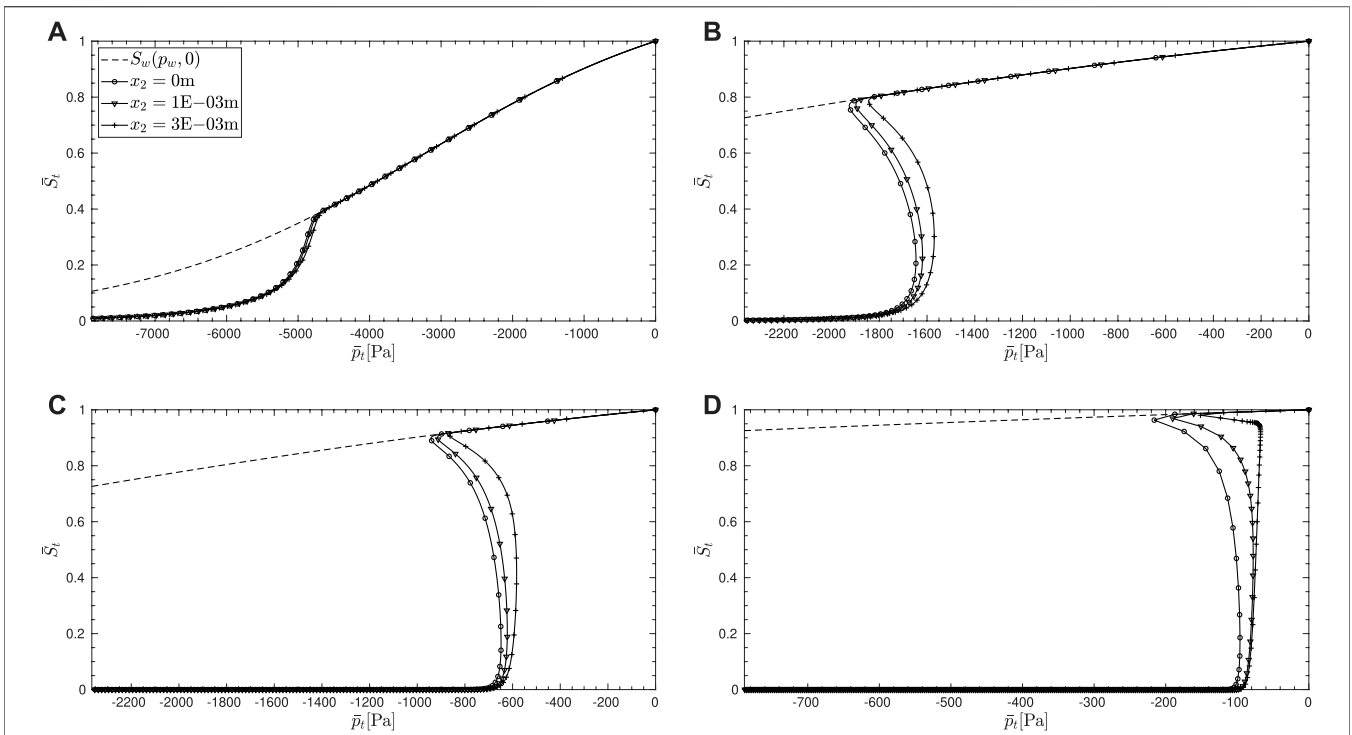 A
S̄_t
1
0.8
0.6
0.4
0.2
0
S_w(p_w, 0)
x_2 = 0m
x_2 = 1E−03m
x_2 = 3E−03m
-7000 -6000 -5000 -4000 -3000 -2000 -1000 0
p̄_t[Pa]
B
S̄_t
1
0.8
0.6
0.4
0.2
0
-2200 -2000 -1800 -1600 -1400 -1200 -1000 -800 -600 -400 -200 0
p̄_t[Pa]
C
S̄_t
1
0.8
0.6
0.4
0.2
0
-2200 -2000 -1800 -1600 -1400 -1200 -1000 -800 -600 -400 -200 0
p̄_t[Pa]
D
S̄_t
1
0.8
0.6
0.4
0.2
0
-700 -600 -500 -400 -300 -200 -100 0
p̄_t[Pa]